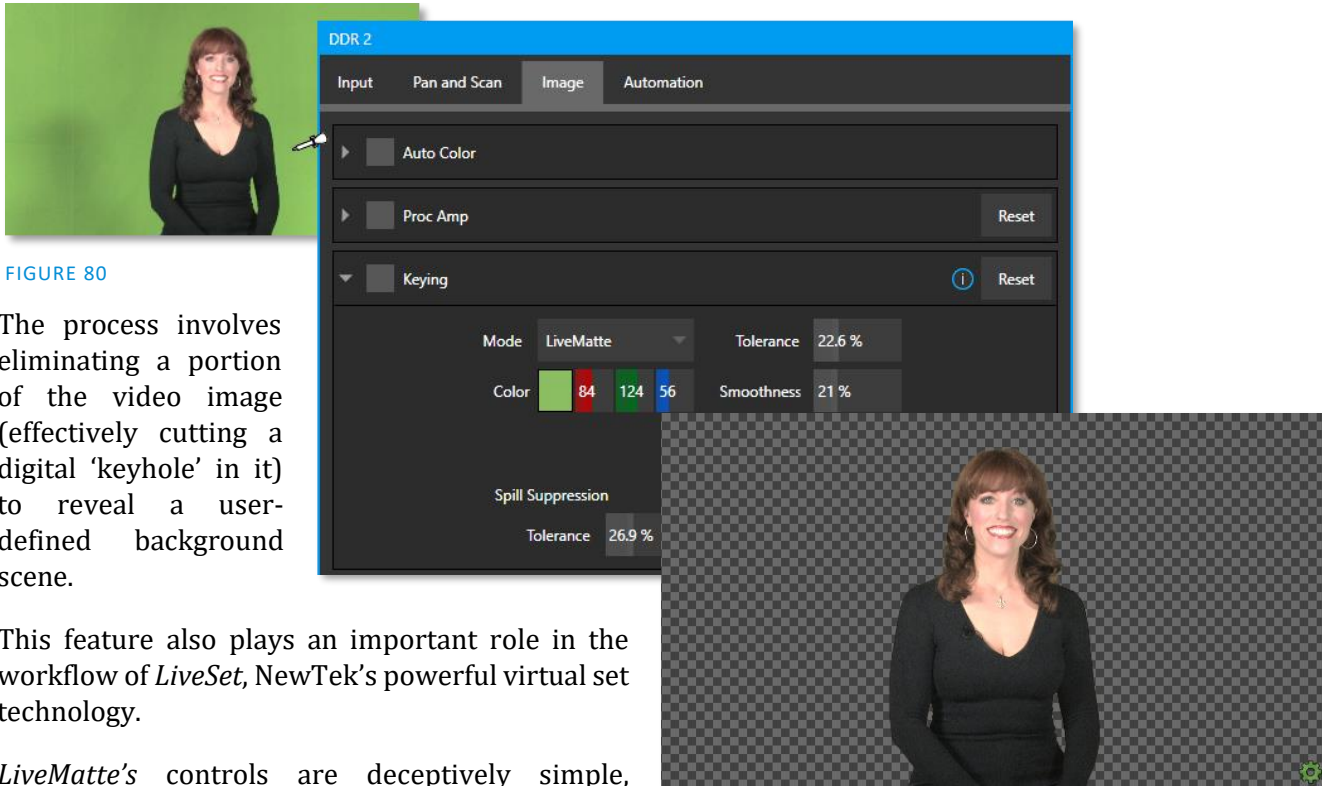 DDR 2
Input Pan and Scan Image Automation
Auto Color
Proc Amp Reset
Keying i Reset
Mode LiveMatte Tolerance 22.6 %
Color 84 124 56 Smoothness 21 %
Spill Suppression
Tolerance 26.9 %
FIGURE 80
The process involves
eliminating a portion
of the video image
(effectively cutting a
digital ‘keyhole’ in it)
to reveal a user-
defined background
scene.
This feature also plays an important role in the
workflow of LiveSet, NewTek’s powerful virtual set
technology.
LiveMatte’s controls are deceptively simple,